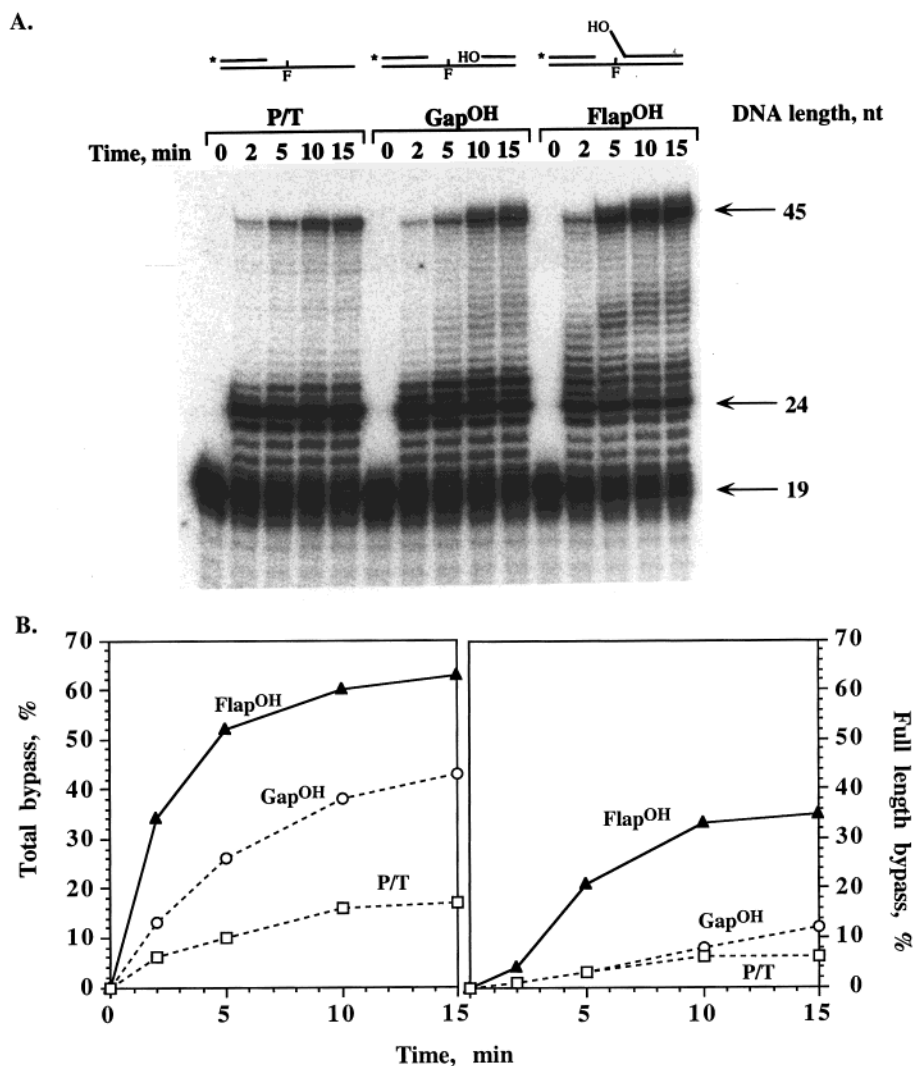 A.
HO
* * HO *
F F F
P/T GapOH FlapOH DNA length, nt
Time, min 0 2 5 10 15 0 2 5 10 15 0 2 5 10 15
45
24
19
B.
70 70
60 60
50 50
40 40
30 30
20 20
10 10
0 0
Total bypass, %
FlapOH
GapOH
P/T
0 5 10 15
FlapOH
GapOH
P/T
5 10 15
Full length bypass, %
Time, min